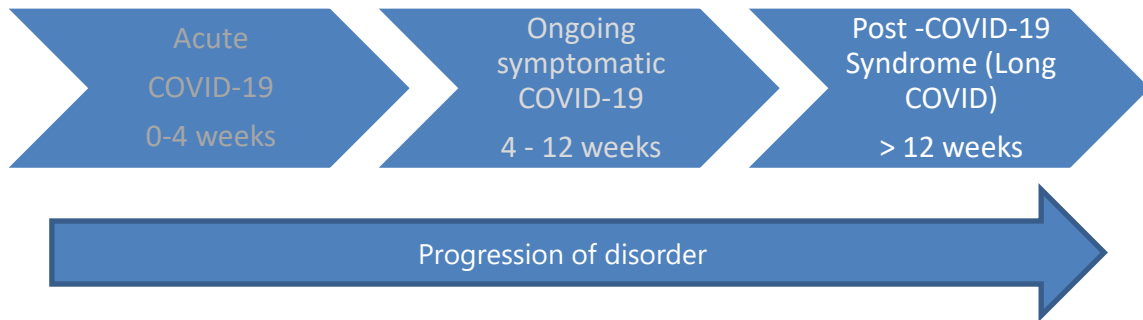 Acute
COVID-19
0-4 weeks
Ongoing
symptomatic
COVID-19
4 - 12 weeks
Post -COVID-19
Syndrome (Long
COVID)
> 12 weeks
Progression of disorder